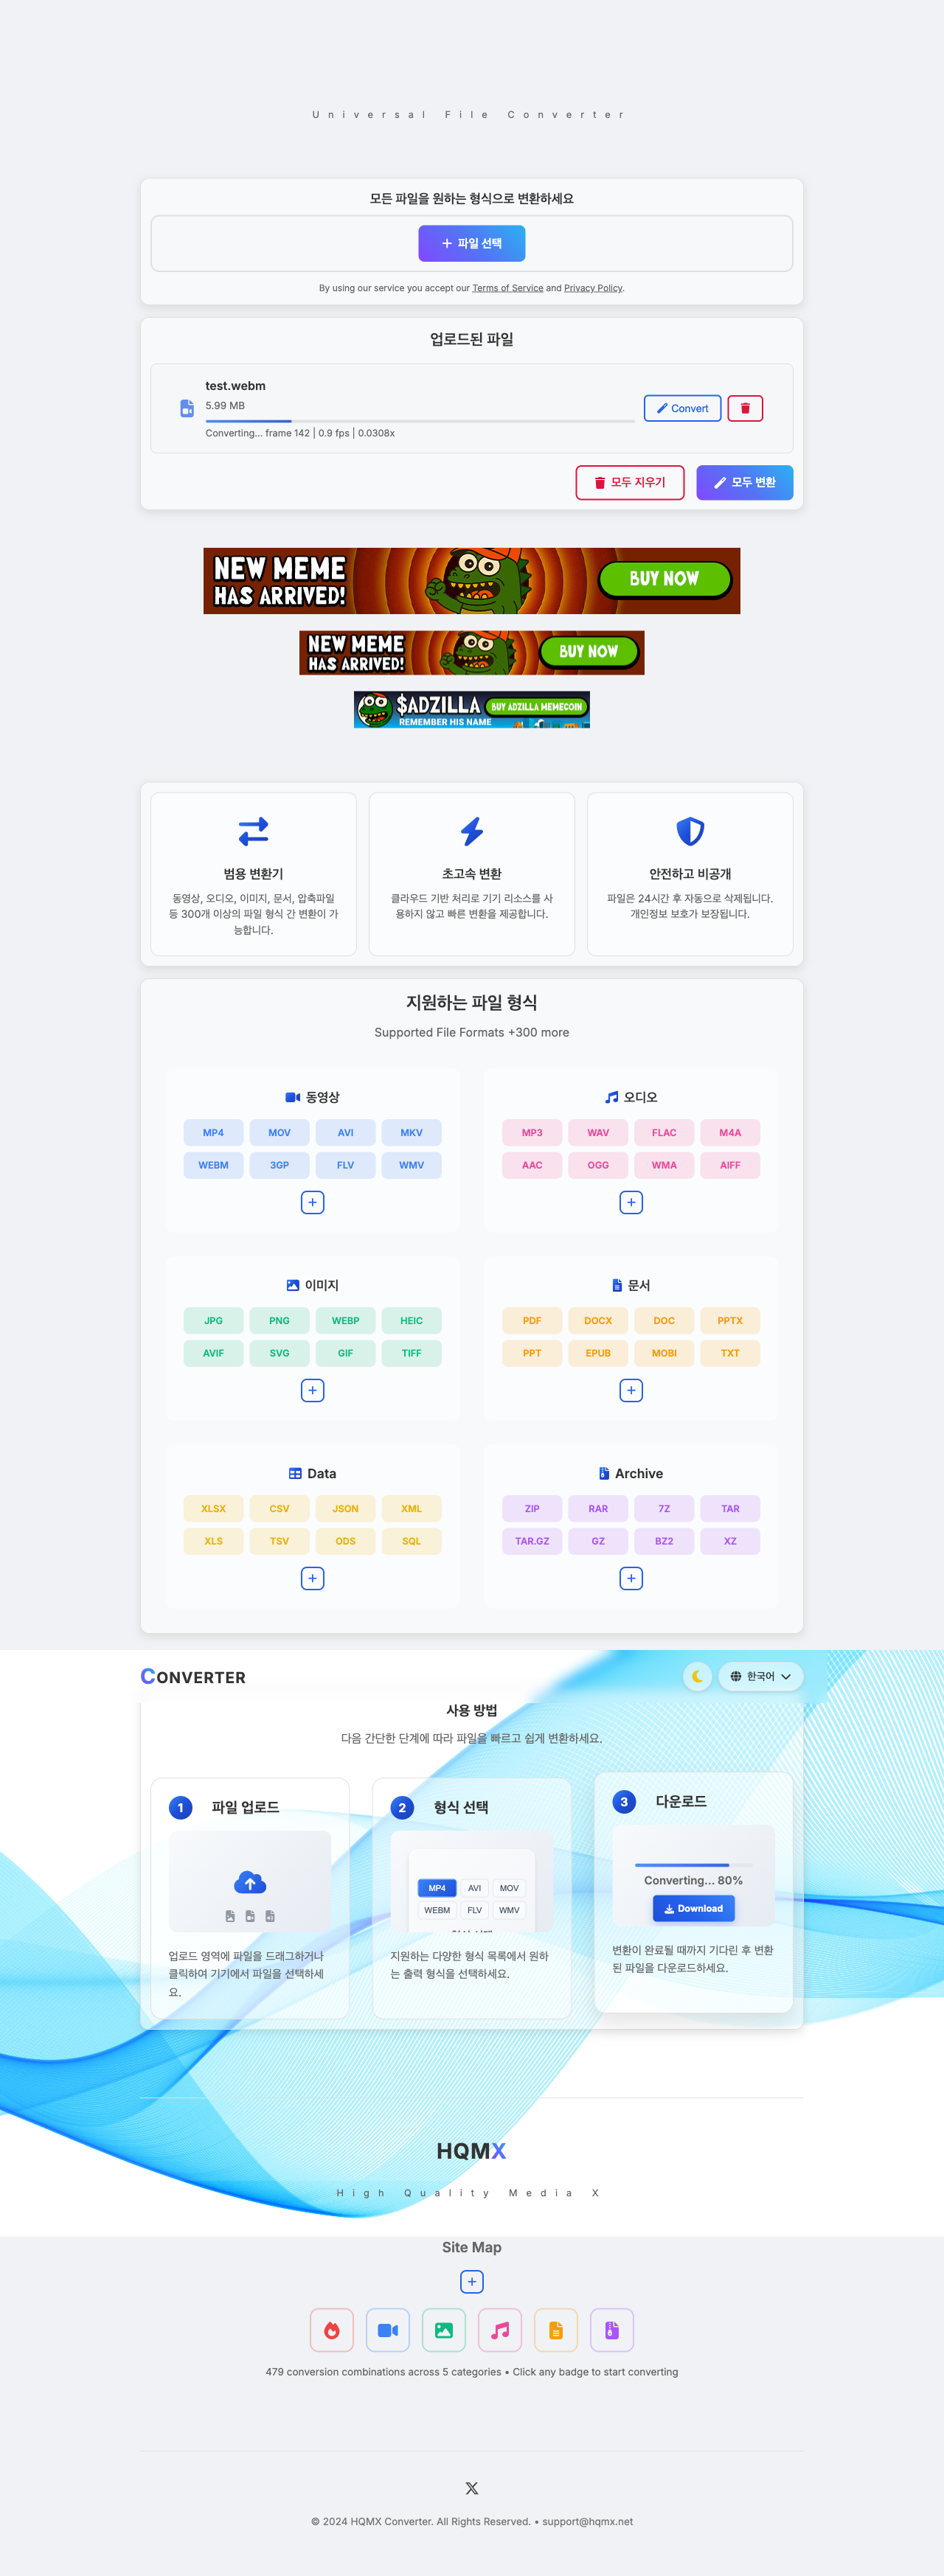 Universal File Converter
모든 파일을 원하는 형식으로 변환하세요
파일 선택
By using our service you accept our Terms of Service and Privacy Policy.
업로드된 파일
test.webm
5.99 MB
Convert
Converting... frame 142 | 0.9 fps | 0.0308x
모두 지우기
모두 변환
NEW MEME
HAS ARRIVED!
BUY NOW
NEW MEME
HAS ARRIVED!
BUY NOW
$ADZILLA
BUY ADZILLA MEMECOIN
REMEMBER HIS NAME
범용 변환기
동영상, 오디오, 이미지, 문서, 압축파일
등 300개 이상의 파일 형식 간 변환이 가
능합니다.
초고속 변환
클라우드 기반 처리로 기기 리소스를 사
용하지 않고 빠른 변환을 제공합니다.
안전하고 비공개
파일은 24시간 후 자동으로 삭제됩니다.
개인정보 보호가 보장됩니다.
지원하는 파일 형식
Supported File Formats +300 more
동영상
MP4 MOV AVI MKV
WEBM 3GP FLV WMV
오디오
MP3 WAV FLAC M4A
AAC OGG WMA AIFF
이미지
JPG PNG WEBP HEIC
AVIF SVG GIF TIFF
문서
PDF DOCX DOC PPTX
PPT EPUB MOBI TXT
Data
XLSX CSV JSON XML
XLS TSV ODS SQL
Archive
ZIP RAR 7Z TAR
TAR.GZ GZ BZ2 XZ
CONVERTER
한국어
사용 방법
다음 간단한 단계에 따라 파일을 빠르고 쉽게 변환하세요.
1 파일 업로드
업로드 영역에 파일을 드래그하거나
클릭하여 기기에서 파일을 선택하세
요.
2 형식 선택
MP4 AVI MOV
WEBM FLV WMV
지원하는 다양한 형식 목록에서 원하
는 출력 형식을 선택하세요.
3 다운로드
Converting... 80%
Download
변환이 완료될 때까지 기다린 후 변환
된 파일을 다운로드하세요.
HQMX
High Quality Media X
Site Map
479 conversion combinations across 5 categories • Click any badge to start converting
© 2024 HQMX Converter. All Rights Reserved. • support@hqmx.net